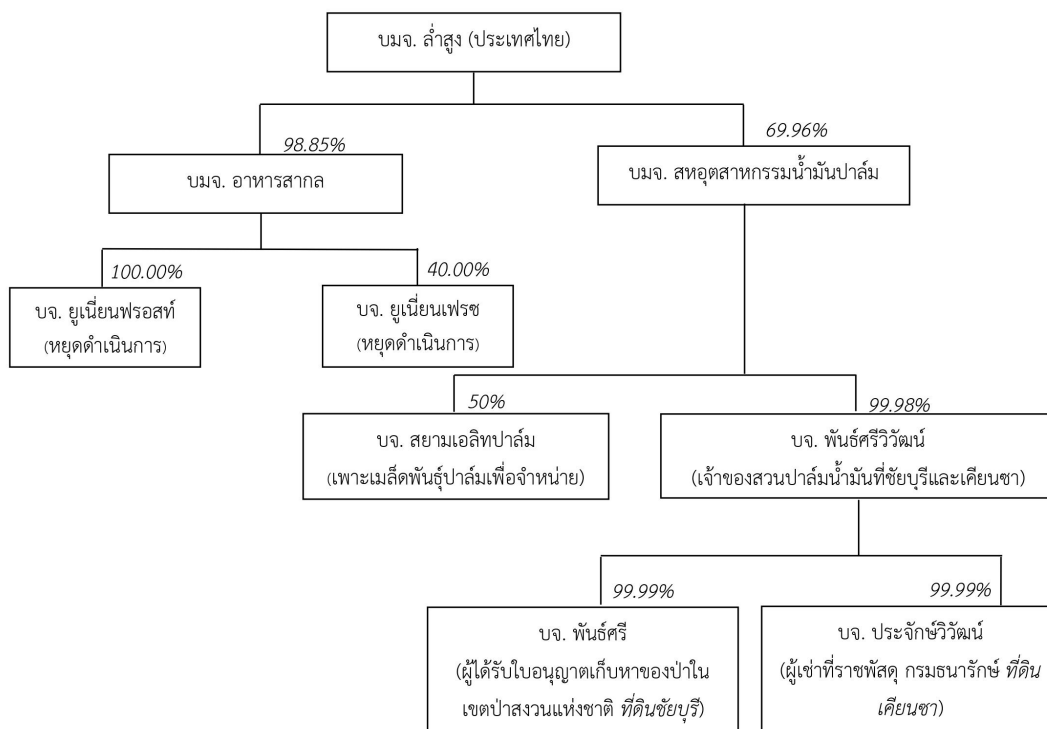 บมจ. ล่ำสูง (ประเทศไทย)
98.85%
69.96%
บมจ. อาหารสากล
บมจ. สหอุตสาหกรรมน้ำมันปาล์ม
100.00%
40.00%
บจ. ยูเนี่ยนฟรอสท์
(หยุดดำเนินการ)
บจ. ยูเนี่ยนเฟรซ
(หยุดดำเนินการ)
50%
99.98%
บจ. สยามเอลิทปาล์ม
(เพาะเมล็ดพันธุ์ปาล์มเพื่อจำหน่าย)
บจ. พันธ์ศรีวิวัฒน์
(เจ้าของสวนปาล์มน้ำมันที่ชัยบุรีและเคียนซา)
99.99%
99.99%
บจ. พันธ์ศรี
(ผู้ได้รับใบอนุญาตเก็บหาของป่าใน
เขตป่าสงวนแห่งชาติ ที่ดินชัยบุรี)
บจ. ประจักษ์วิวัฒน์
(ผู้เช่าที่ราชพัสดุ กรมธนารักษ์ ที่ดิน
เคียนซา)